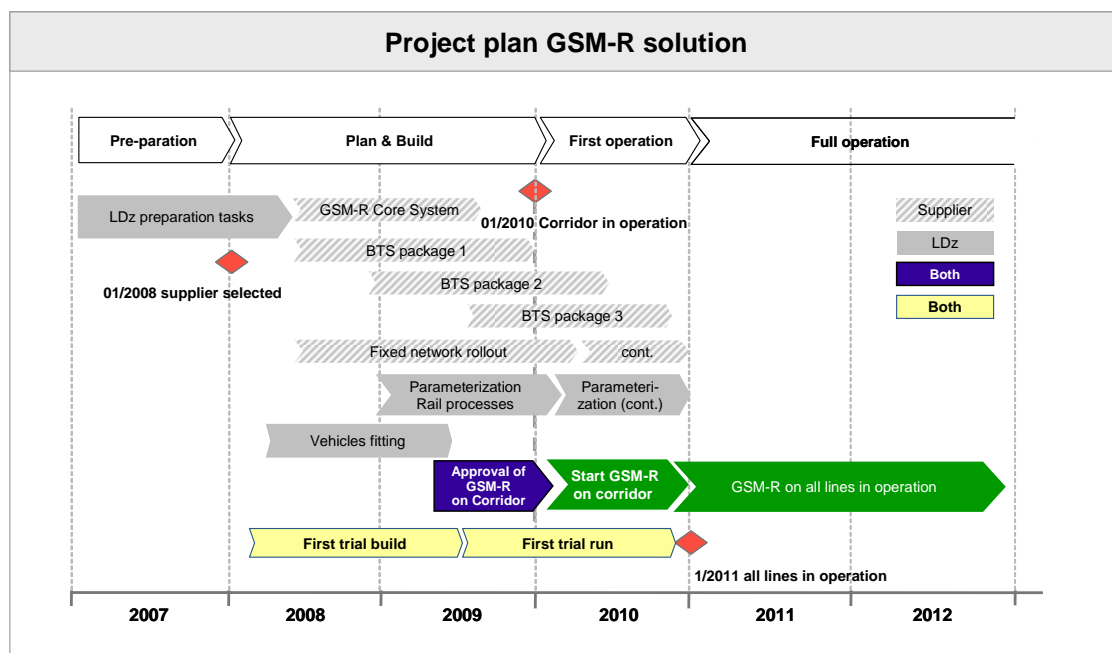 Project plan GSM-R solution
Pre-paration
Plan & Build
First operation
Full operation
LDz preparation tasks
GSM-R Core System
01/2010 Corridor in operation
Supplier
LDz
Both
Both
BTS package 1
01/2008 supplier selected
BTS package 2
BTS package 3
Fixed network rollout
cont.
Parameterization
Rail processes
Parameteri-
zation (cont.)
Vehicles fitting
Approval of
GSM-R
on Corridor
Start GSM-R
on corridor
GSM-R on all lines in operation
First trial build
First trial run
1/2011 all lines in operation
2007
2008
2009
2010
2011
2012